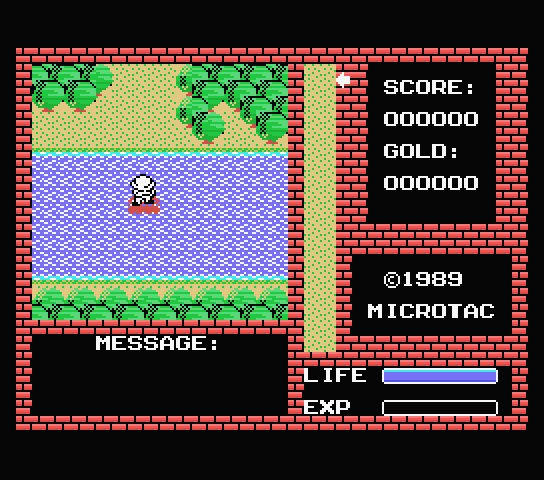 SCORE:
000000
GOLD:
000000
©1989
MICROTAC
MESSAGE:
LIFE
EXP